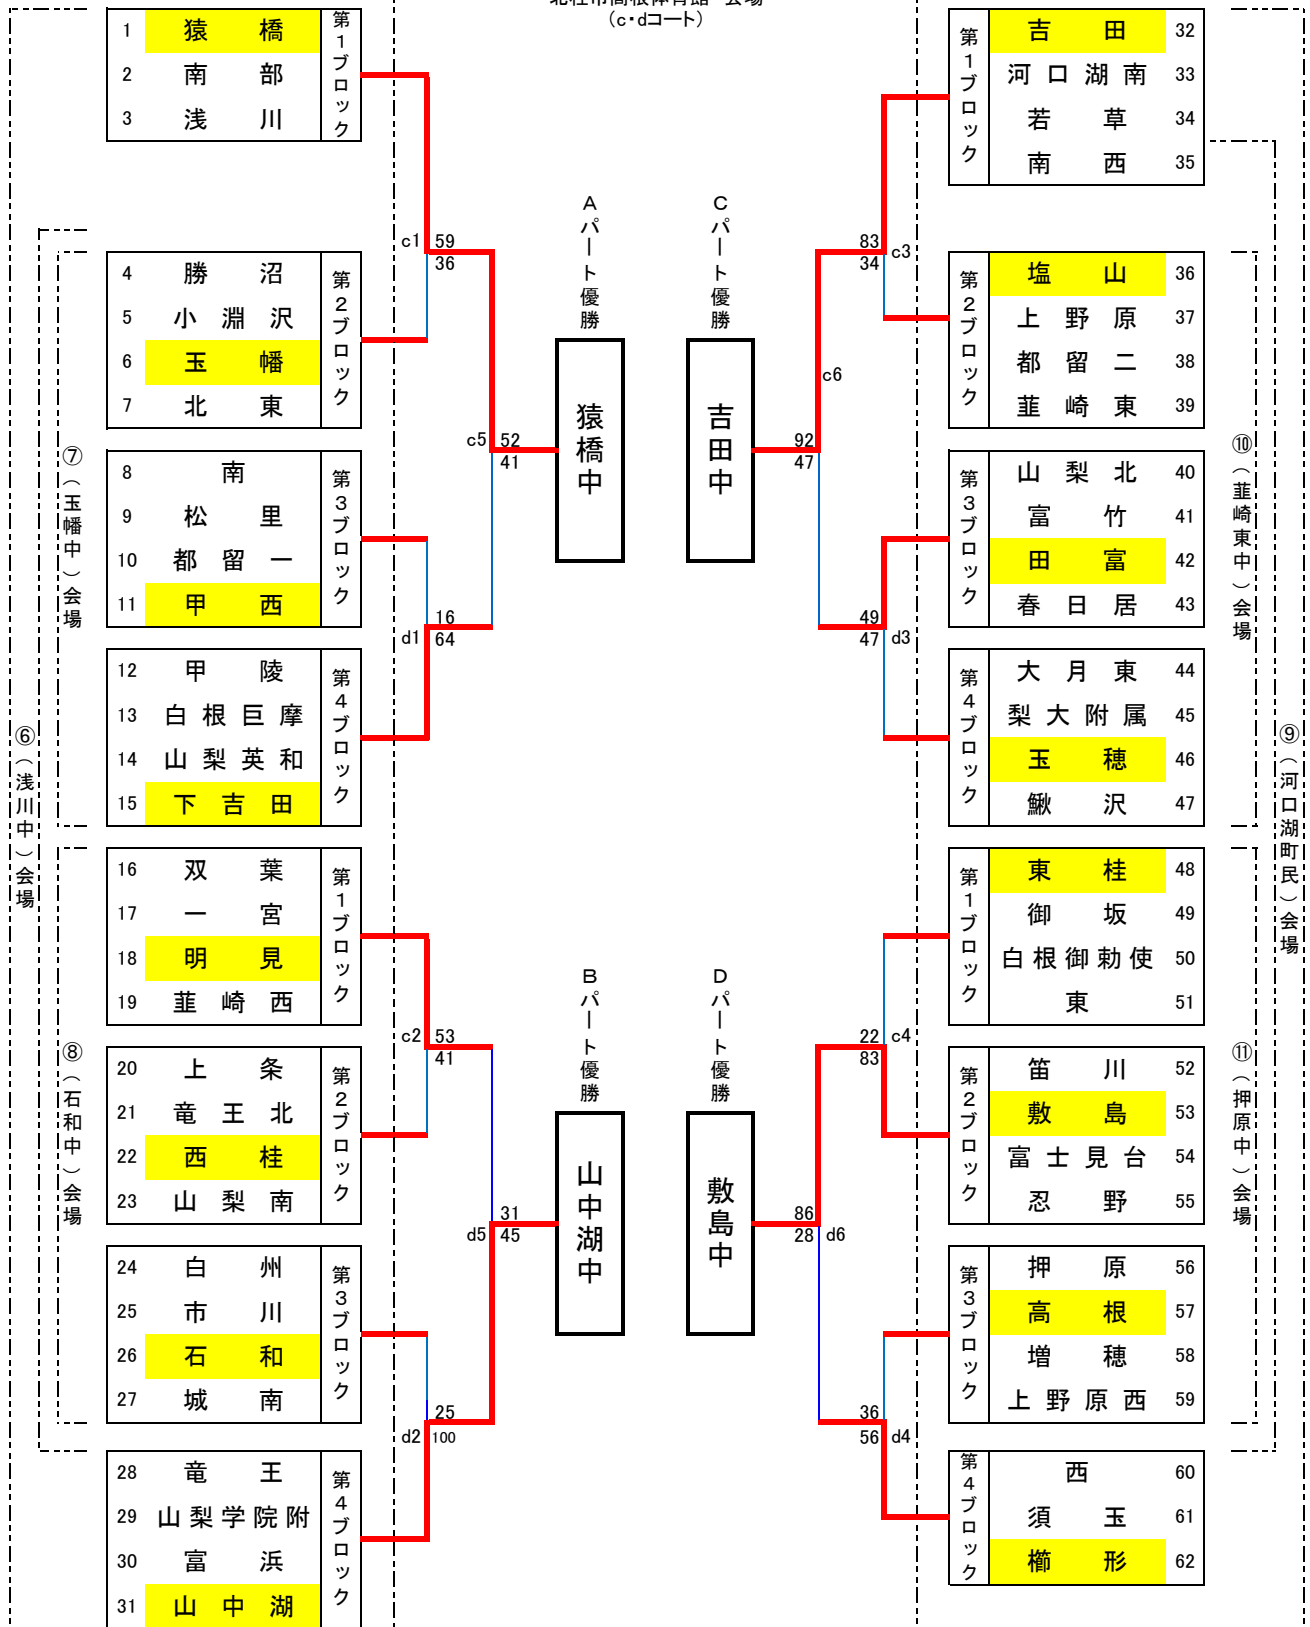 （c・dコート）
1 猿橋
2 南部
3 浅川
第1ブロック
4 勝沼
5 小淵沢
6 玉幡
7 北東
第2ブロック
8 南
9 松里
10 都留一
11 甲西
第3ブロック
12 甲陵
13 白根巨摩
14 山梨英和
15 下吉田
第4ブロック
16 双葉
17 一宮
18 明見
19 韮崎西
第1ブロック
20 上条
21 竜王北
22 西桂
23 山梨南
第2ブロック
24 白州
25 市川
26 石和
27 城南
第3ブロック
28 竜王
29 山梨学院附
30 富浜
31 山中湖
第4ブロック
⑥（浅川中）会場
⑦（玉幡中）会場
⑧（石和中）会場
c1 59
36
c5 52
41
16
d1 64
c2 53
41
31
d5 45
25
d2 100
Aパート優勝
猿橋中
Bパート優勝
山中湖中
Cパート優勝
吉田中
Dパート優勝
敷島中
83
34 c3
c6
92
47
49
47 d3
22 c4
83
86
28 d6
36
56 d4
第1ブロック
吉田 32
河口湖南 33
若草 34
南西 35
第2ブロック
塩山 36
上野原 37
都留二 38
韮崎東 39
第3ブロック
山梨北 40
富竹 41
田富 42
春日居 43
第4ブロック
大月東 44
梨大附属 45
玉穂 46
鰍沢 47
第1ブロック
東桂 48
御坂 49
白根御勅使 50
東 51
第2ブロック
笛川 52
敷島 53
富士見台 54
忍野 55
第3ブロック
押原 56
高根 57
増穂 58
上野原西 59
第4ブロック
西 60
須玉 61
櫛形 62
⑨（河口湖町民）会場
⑩（韮崎東中）会場
⑪（押原中）会場